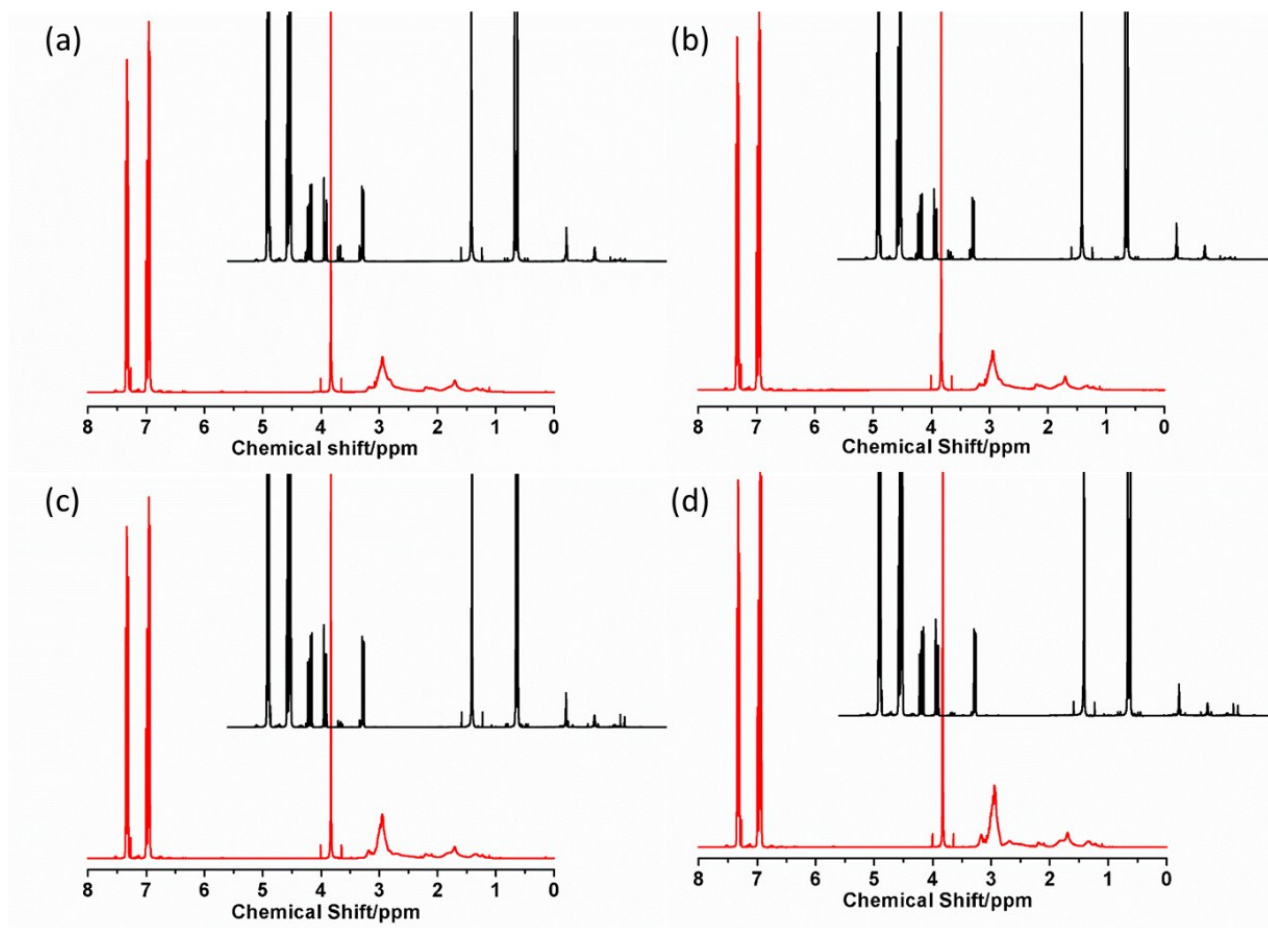 (a)
(b)
8 7 6 5 4 3 2 1 0
Chemical shift/ppm
8 7 6 5 4 3 2 1 0
Chemical Shift/ppm
(c)
(d)
8 7 6 5 4 3 2 1 0
Chemical Shift/ppm
8 7 6 5 4 3 2 1 0
Chemical Shift/ppm